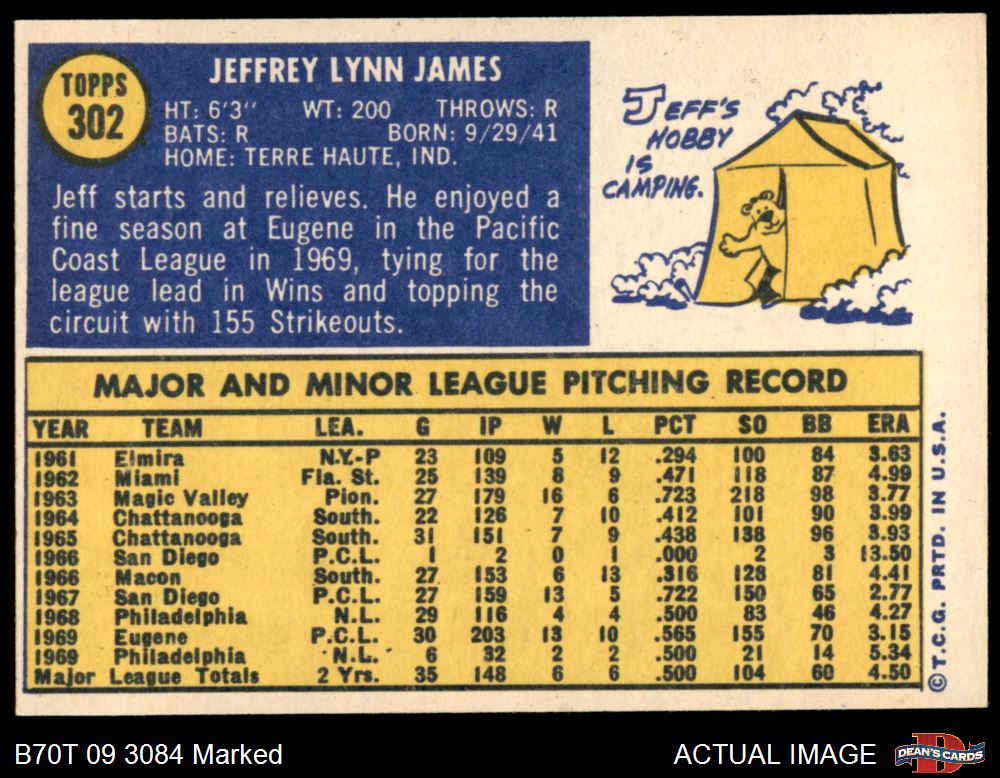 TOPPS
302
JEFFREY LYNN JAMES
HT: 6'3" WT: 200 THROWS: R
BATS: R BORN: 9/29/41
HOME: TERRE HAUTE, IND.
Jeff starts and relieves. He enjoyed a
fine season at Eugene in the Pacific
Coast League in 1969, tying for the
league lead in Wins and topping the
circuit with 155 Strikeouts.
JEFF'S
HOBBY
IS
CAMPING.
MAJOR AND MINOR LEAGUE PITCHING RECORD
YEAR TEAM LEA. G IP W L PCT SO BB ERA
1961 Elmira N.Y.-P 23 109 5 12 .294 100 84 3.63
1962 Miami Fla. St. 25 139 8 9 .471 118 87 4.99
1963 Magic Valley Pion. 27 179 16 6 .723 218 98 3.77
1964 Chattanooga South. 22 126 7 10 .412 101 90 3.99
1965 Chattanooga South. 31 151 7 9 .438 138 96 3.93
1966 San Diego P.C.L. 1 2 0 1 .000 2 3 13.50
1966 Macon South. 27 153 6 13 .316 128 81 4.41
1967 San Diego P.C.L. 27 159 13 5 .722 150 65 2.77
1968 Philadelphia N.L. 29 116 4 4 .500 83 46 4.27
1969 Eugene P.C.L. 30 203 13 10 .565 155 70 3.15
1969 Philadelphia N.L. 6 32 2 2 .500 21 14 5.34
Major League Totals 2 Yrs. 35 148 6 6 .500 104 60 4.50
©T.C.G. PRTD. IN U.S.A.
B70T 09 3084 Marked
ACTUAL IMAGE
DEAN'S CARDS